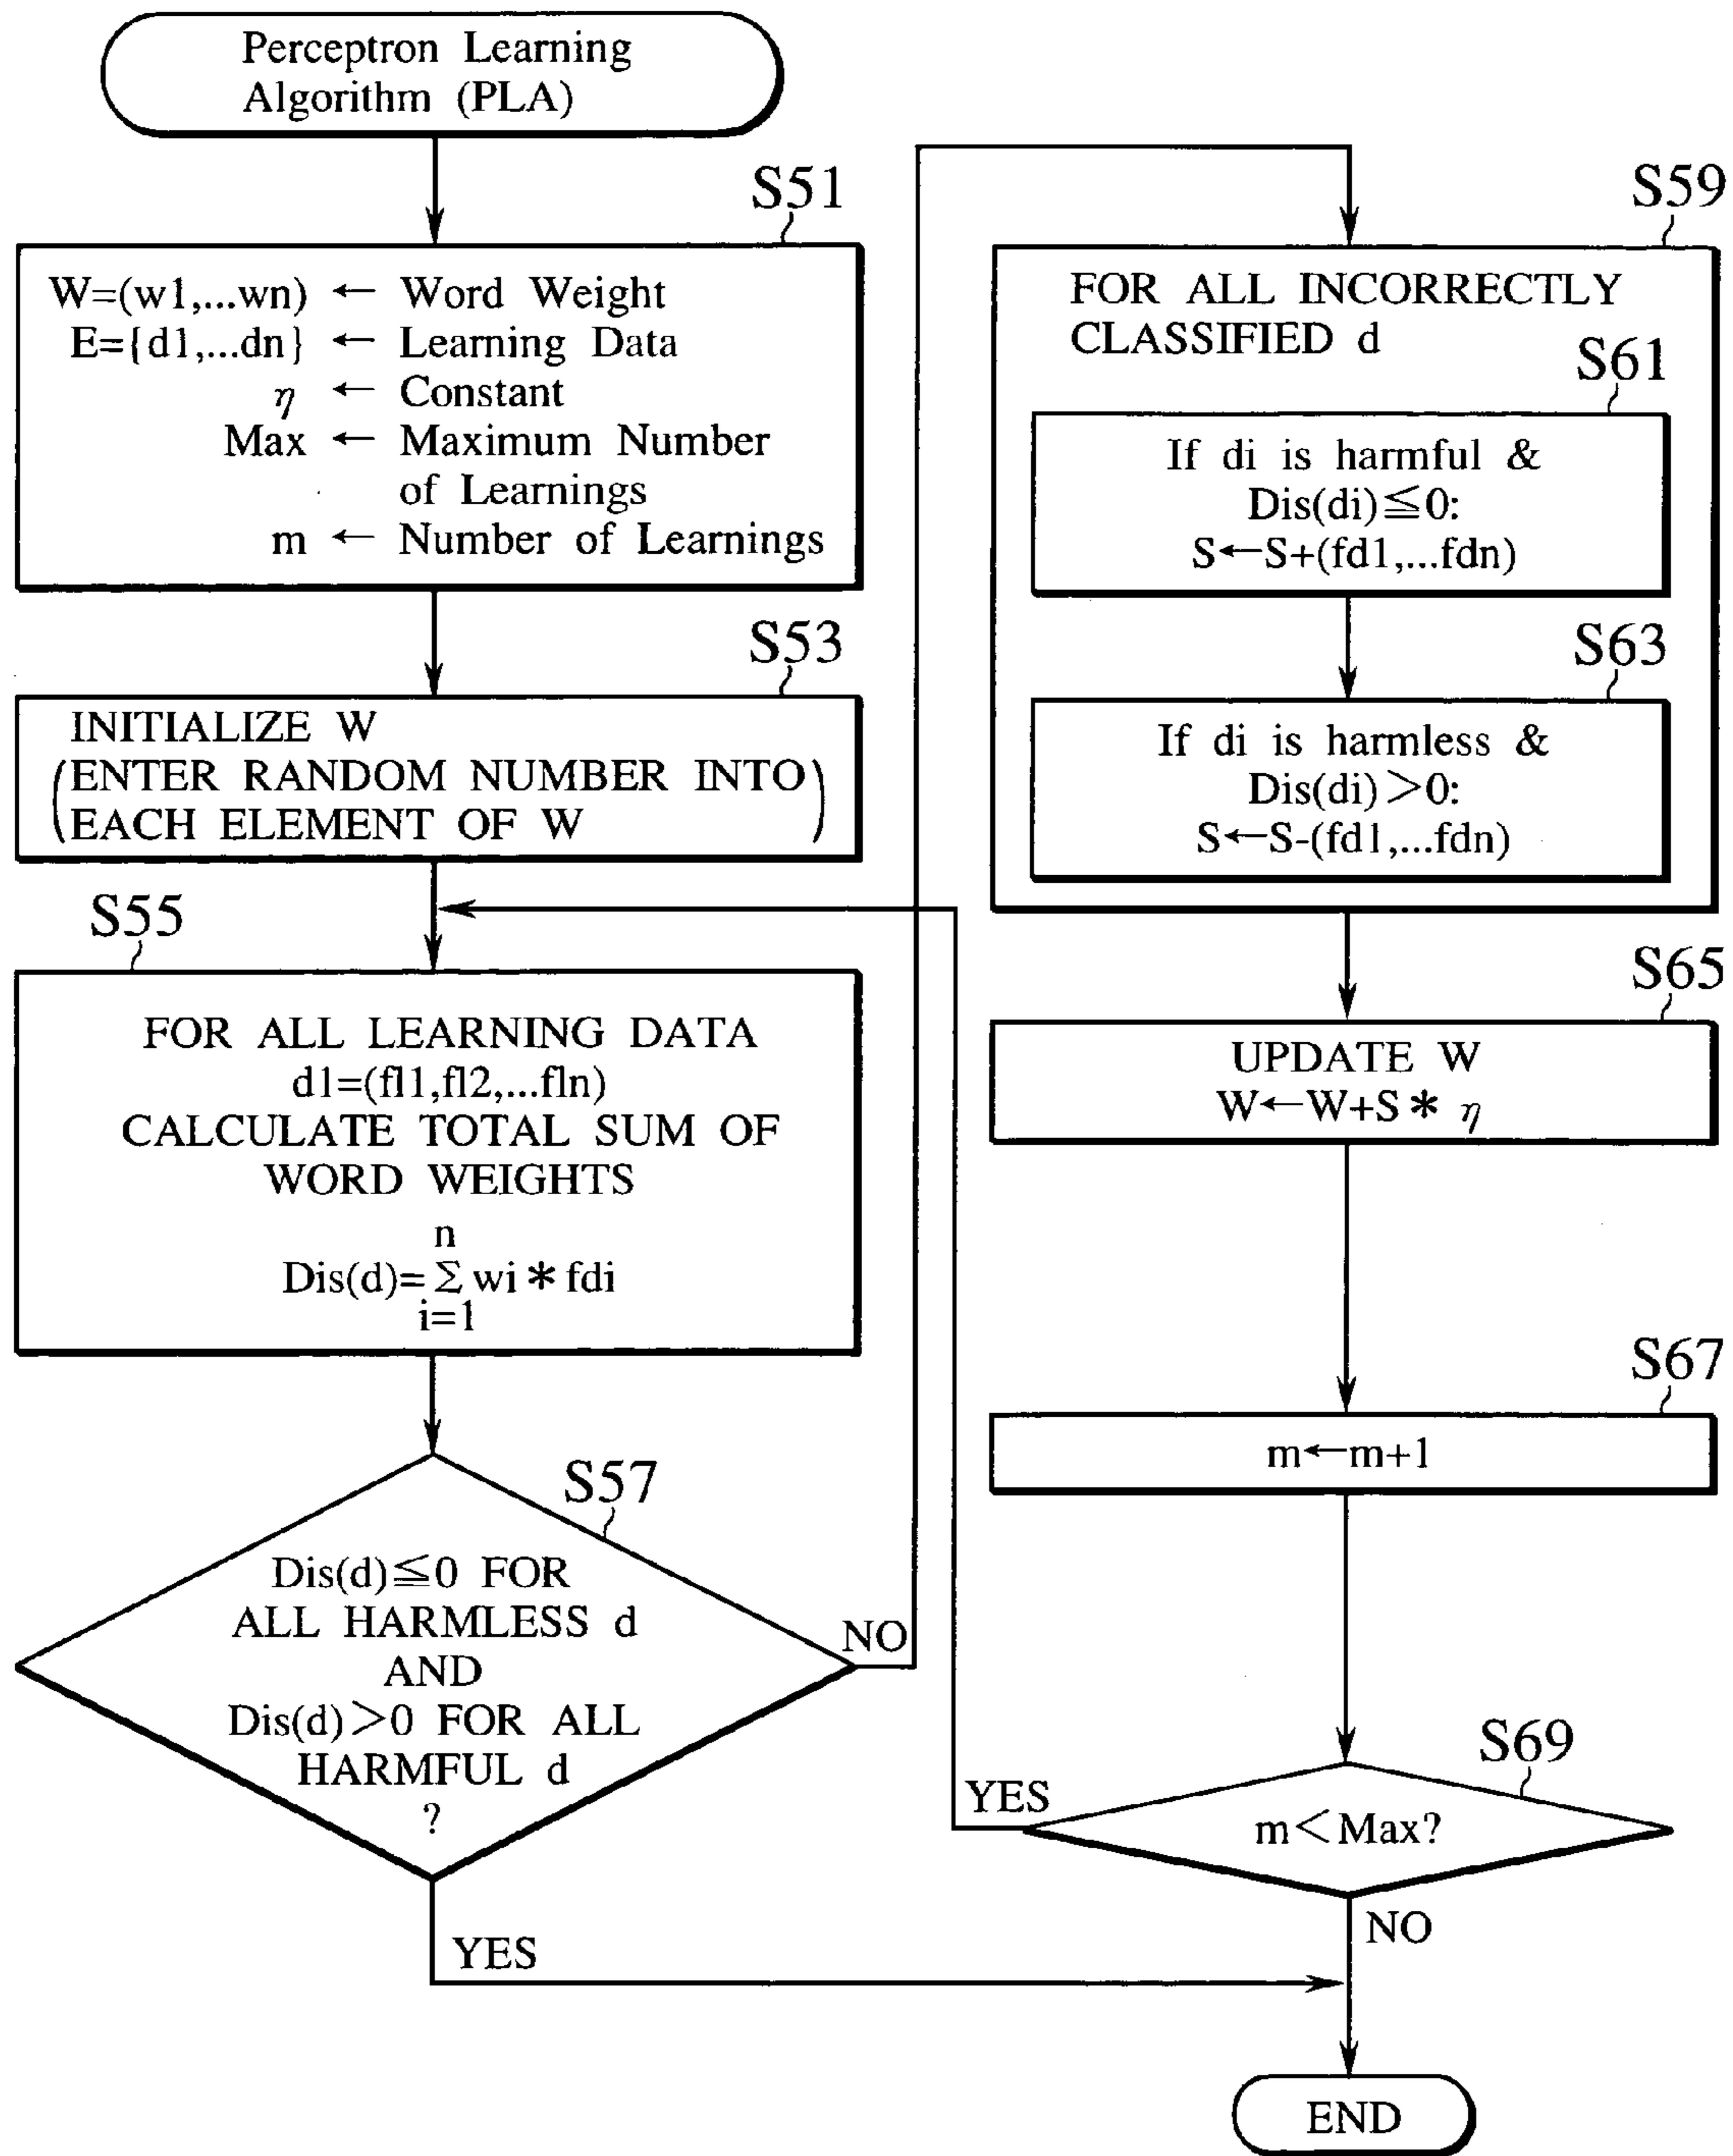 Perceptron Learning
Algorithm (PLA)
S51
W=(w1,...wn) ← Word Weight
E={d1,...dn} ← Learning Data
η ← Constant
Max ← Maximum Number
of Learnings
m ← Number of Learnings
S53
INITIALIZE W
(ENTER RANDOM NUMBER INTO
EACH ELEMENT OF W)
S55
FOR ALL LEARNING DATA
d1=(f11,f12,...f1n)
CALCULATE TOTAL SUM OF
WORD WEIGHTS
n
Dis(d)=Σ wi * fdi
i=1
S57
Dis(d)≦0 FOR
ALL HARMLESS d
AND
Dis(d)>0 FOR ALL
HARMFUL d
?
NO
YES
S59
FOR ALL INCORRECTLY
CLASSIFIED d
S61
If di is harmful &
Dis(di)≦0:
S←S+(fd1,...fdn)
S63
If di is harmless &
Dis(di)>0:
S←S-(fd1,...fdn)
S65
UPDATE W
W←W+S * η
S67
m←m+1
S69
m<Max?
YES
NO
END